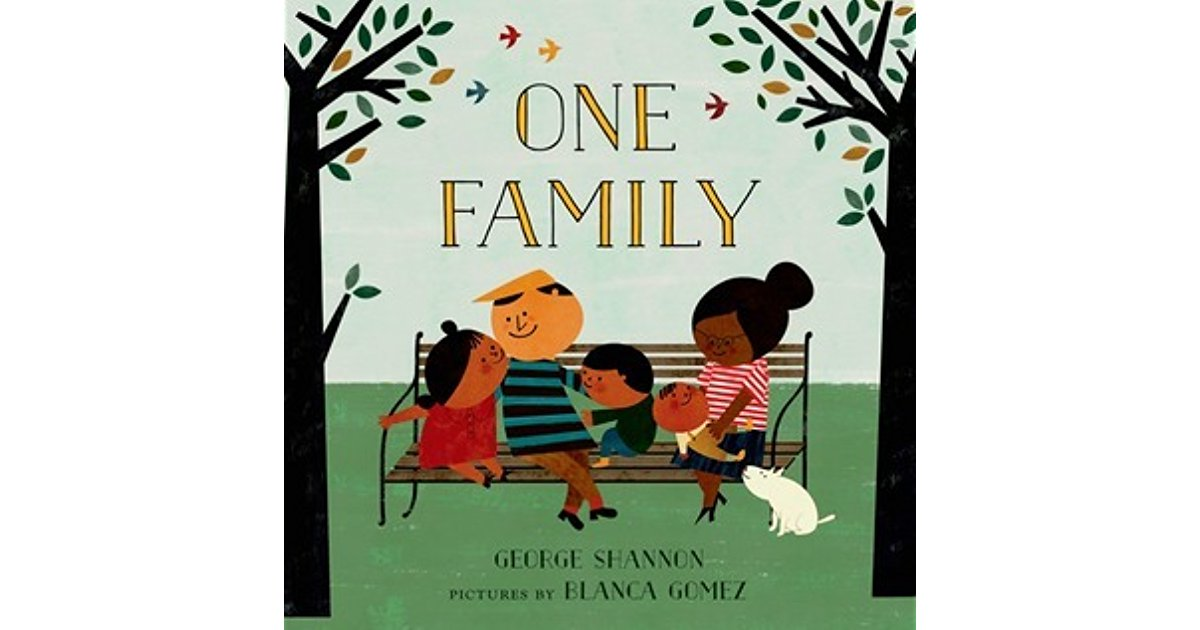 ONE
FAMILY
GEORGE SHANNON
PICTURES BY BLANCA GOMEZ